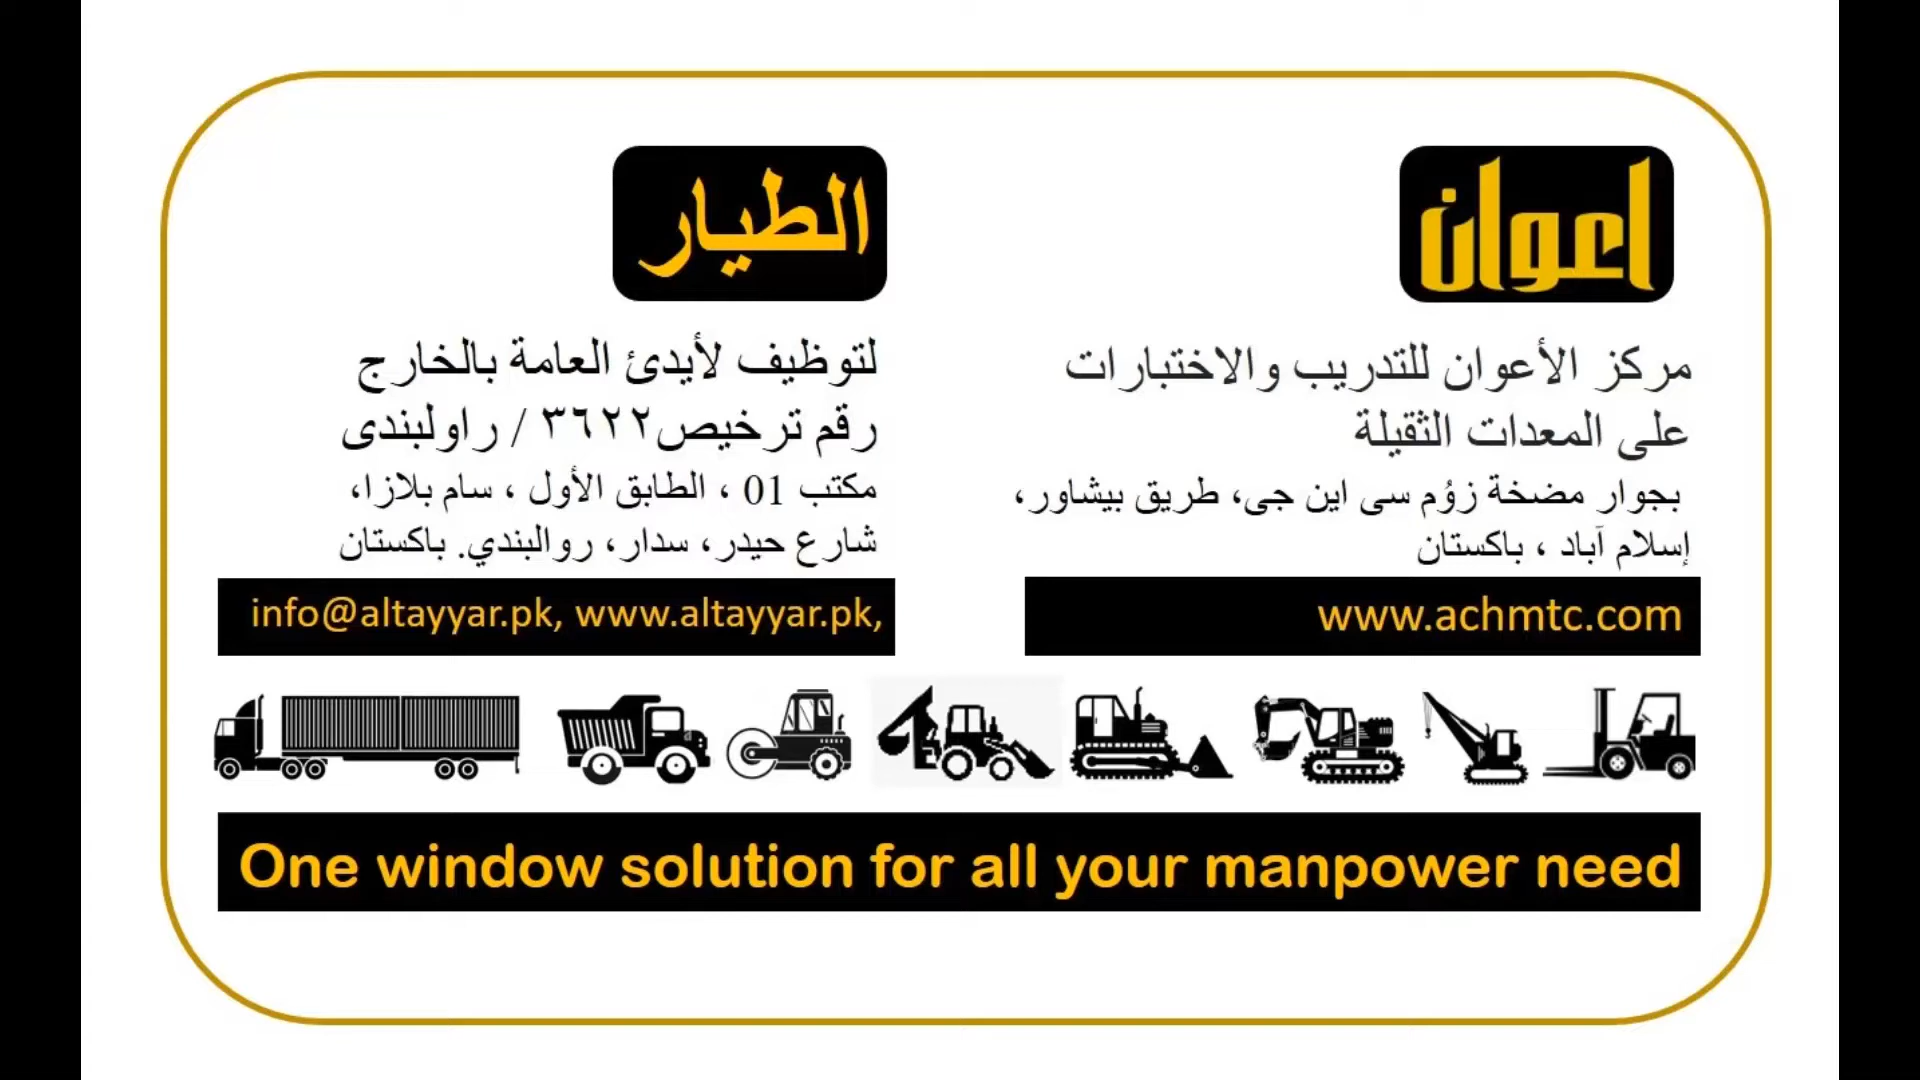 اعوان
مركز الأعوان للتدريب والاختبارات
على المعدات الثقيلة
بجوار مضخة زؤم سی این جی، طريق بيشاور،
إسلام آباد ، باكستان
www.achmtc.com
الطيار
لتوظيف لأيدئ العامة بالخارج
رقم ترخيص٣٦٢٢ / راولبندی
مكتب 01 ، الطابق الأول ، سام بلازا،
شارع حيدر، سدار، روالبندي. باكستان
info@altayyar.pk, www.altayyar.pk,
One window solution for all your manpower need